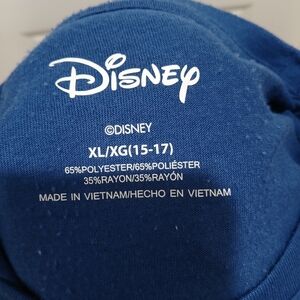 Disney
©DISNEY
XL/XG(15-17)
65%POLYESTER/65%POLIÉSTER
35%RAYON/35%RAYÓN
MADE IN VIETNAM/HECHO EN VIETNAM